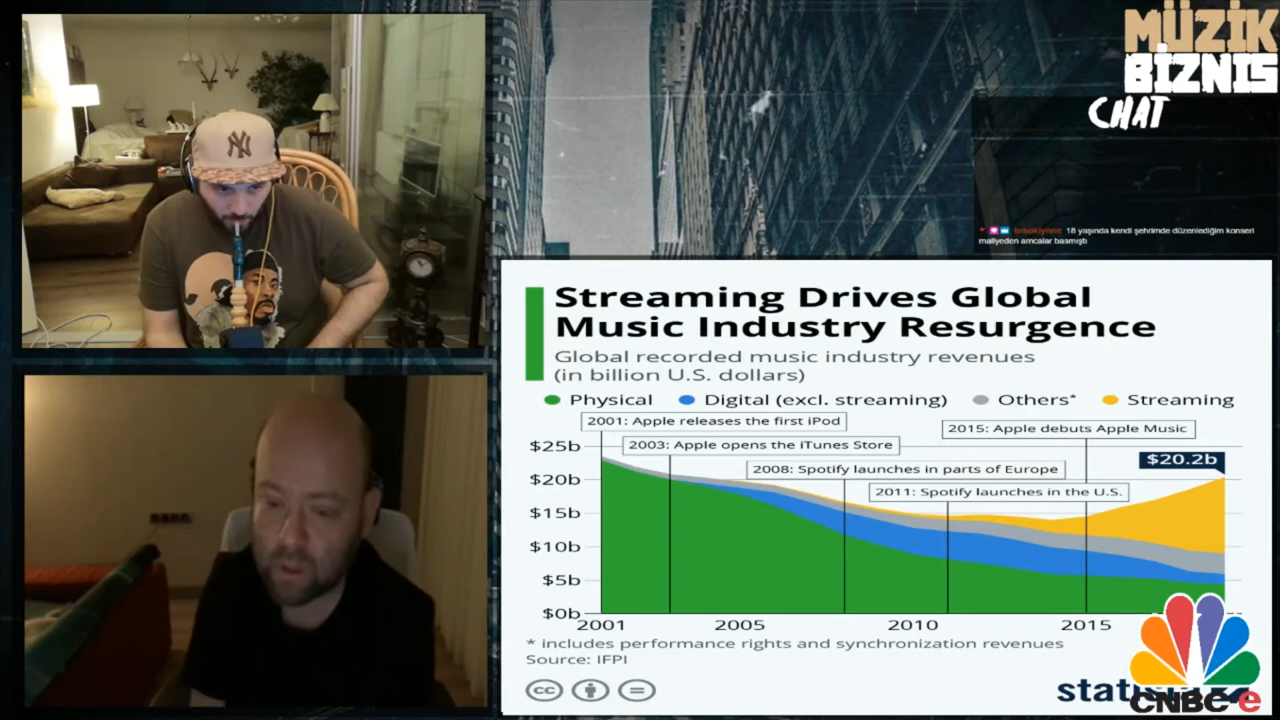 MÜZİK
BİZNIS
CHAT
NY
brooklynnn 18 yaşında kendi şehrimde düzenlediğim konseri
maliyeden amcalar basmıştı
Streaming Drives Global
Music Industry Resurgence
Global recorded music industry revenues
(in billion U.S. dollars)
Physical Digital (excl. streaming) Others* Streaming
2001: Apple releases the first iPod
2015: Apple debuts Apple Music
2003: Apple opens the iTunes Store
$25b
$20.2b
2008: Spotify launches in parts of Europe
$20b
2011: Spotify launches in the U.S.
$15b
$10b
$5b
$0b
2001 2005 2010 2015
* includes performance rights and synchronization revenues
Source: IFPI
cc
CNBC-e